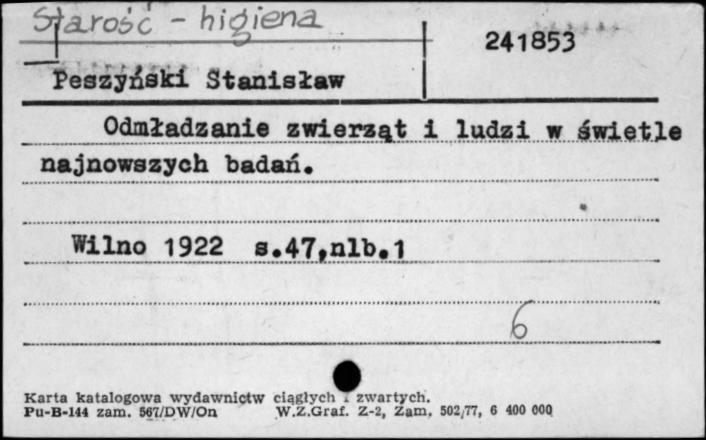 Starość - higiena
241853
Peszyński Stanisław
Odmładzanie zwierząt i ludzi w świetle
najnowszych badań.
Wilno 1922 s.47,nlb.1
6
Karta katalogowa wydawnictw ciągłych i zwartych.
Pu-B-144 zam. 567/DW/On W.Z.Graf. Z-2, Zam. 502/77, 6 400 000